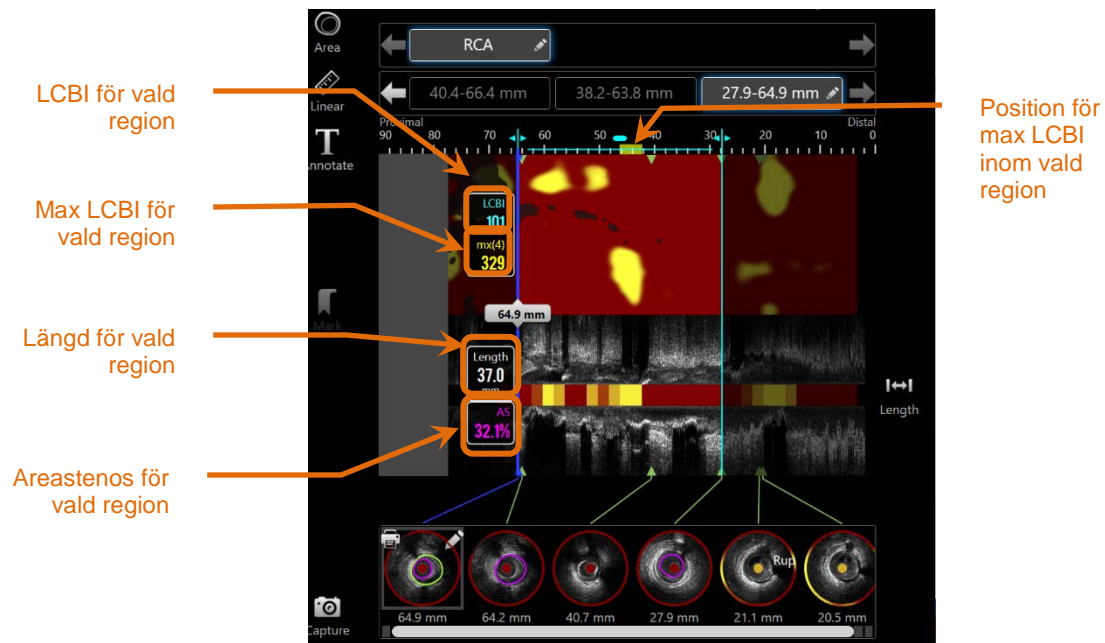 Area
RCA
LCBI för vald
region
Linear
40.4-66.4 mm
38.2-63.8 mm
27.9-64.9 mm
Position för
max LCBI
inom vald
region
Proximal
Distal
90 80 70 60 50 40 30 20 10 0
T
Annotate
LCBI
101
Max LCBI för
vald region
mx(4)
329
Mark
64.9 mm
Längd för vald
region
Length
37.0
mm
Length
AS
32.1%
Areastenos för
vald region
Rup
64.9 mm
64.2 mm
40.7 mm
27.9 mm
21.1 mm
20.5 mm
Capture